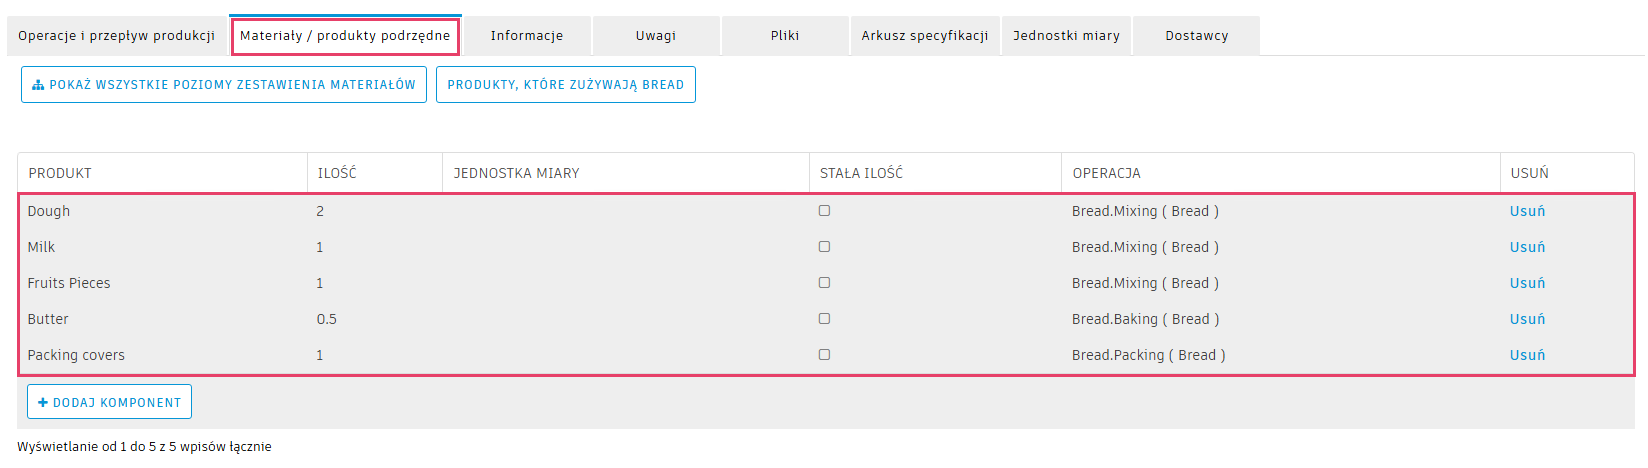 Operacje i przepływ produkcji Materiały / produkty podrzędne Informacje Uwagi Pliki Arkusz specyfikacji Jednostki miary Dostawcy
POKAŻ WSZYSTKIE POZIOMY ZESTAWIENIA MATERIAŁÓW PRODUKTY, KTÓRE ZUŻYWAJĄ BREAD
PRODUKT ILOŚĆ JEDNOSTKA MIARY STAŁA ILOŚĆ OPERACJA USUŃ
Dough 2 Bread.Mixing ( Bread ) Usuń
Milk 1 Bread.Mixing ( Bread ) Usuń
Fruits Pieces 1 Bread.Mixing ( Bread ) Usuń
Butter 0.5 Bread.Baking ( Bread ) Usuń
Packing covers 1 Bread.Packing ( Bread ) Usuń
+ DODAJ KOMPONENT
Wyświetlanie od 1 do 5 z 5 wpisów łącznie